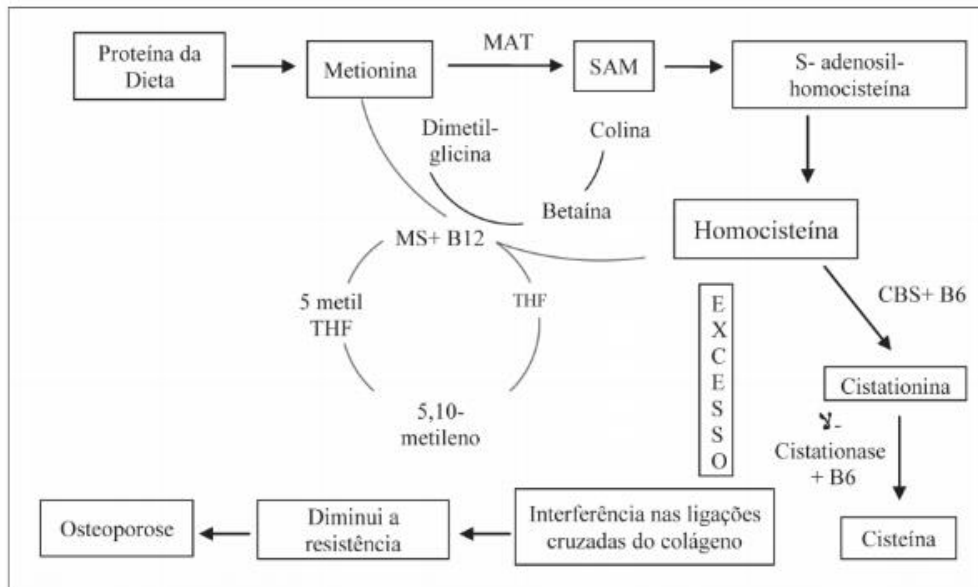 Proteína da
Dieta
Metionina
MAT
SAM
S- adenosil-
homocisteína
Dimetil-
glicina
Colina
Betaína
MS+ B12
Homocisteína
5 metil
THF
THF
5,10-
metileno
E
X
C
E
S
S
O
CBS+ B6
Cistationina
ɣ-
Cistationase
+ B6
Cisteína
Interferência nas ligações
cruzadas do colágeno
Diminui a
resistência
Osteoporose